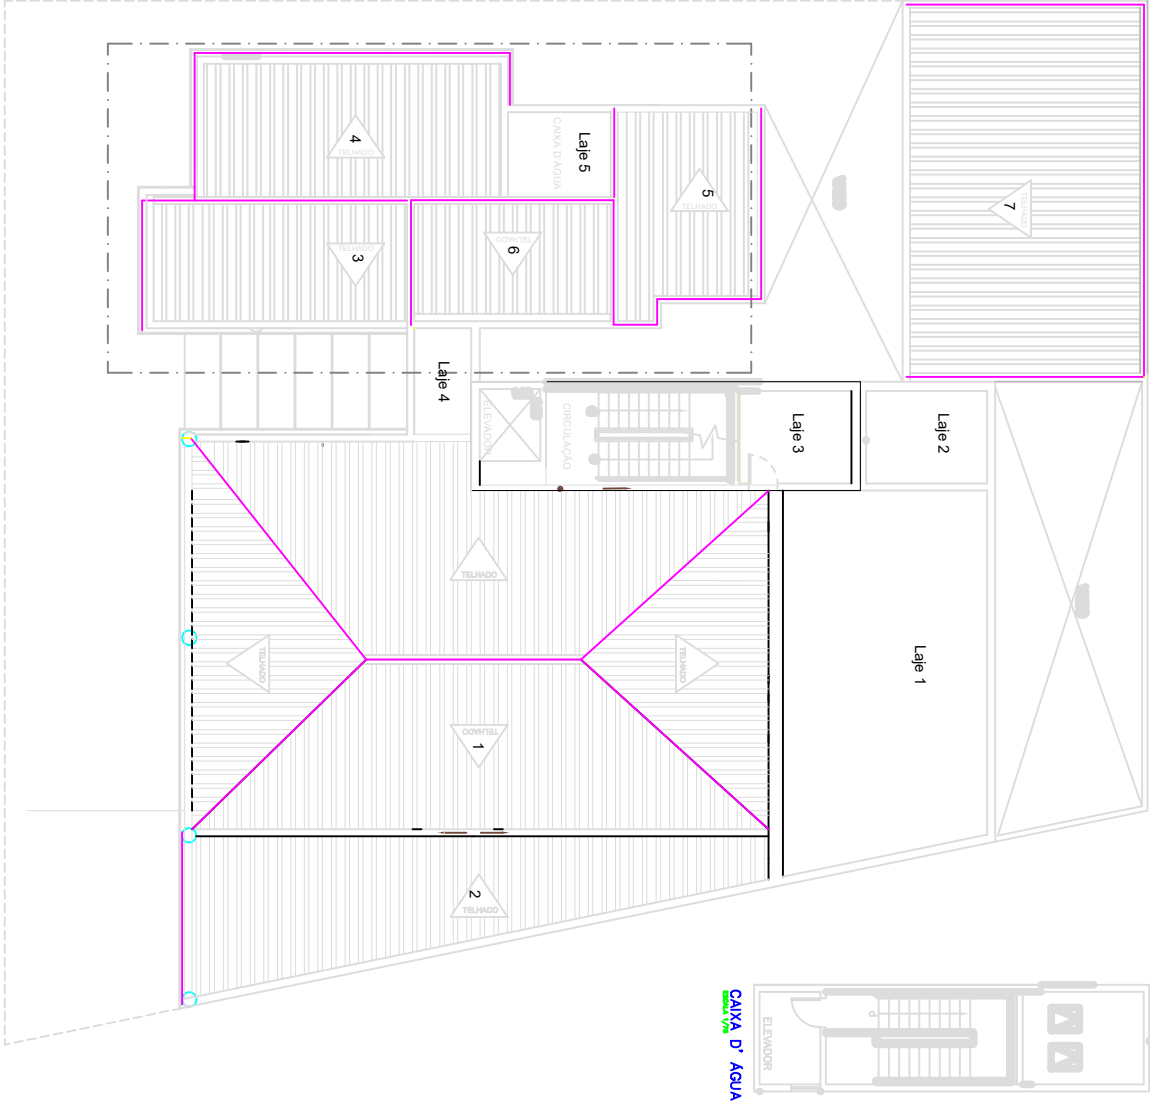 4
TELHADO
Laje 5
CAIXA D'ÁGUA
5
TELHADO
7
TELHADO
3
TELHADO
6
TELHADO
Laje 4
ELEVADOR
CIRCULAÇÃO
Laje 3
Laje 2
Laje 1
TELHADO
TELHADO
TELHADO
1
TELHADO
2
TELHADO
CAIXA D' ÁGUA
ELEVADOR
P